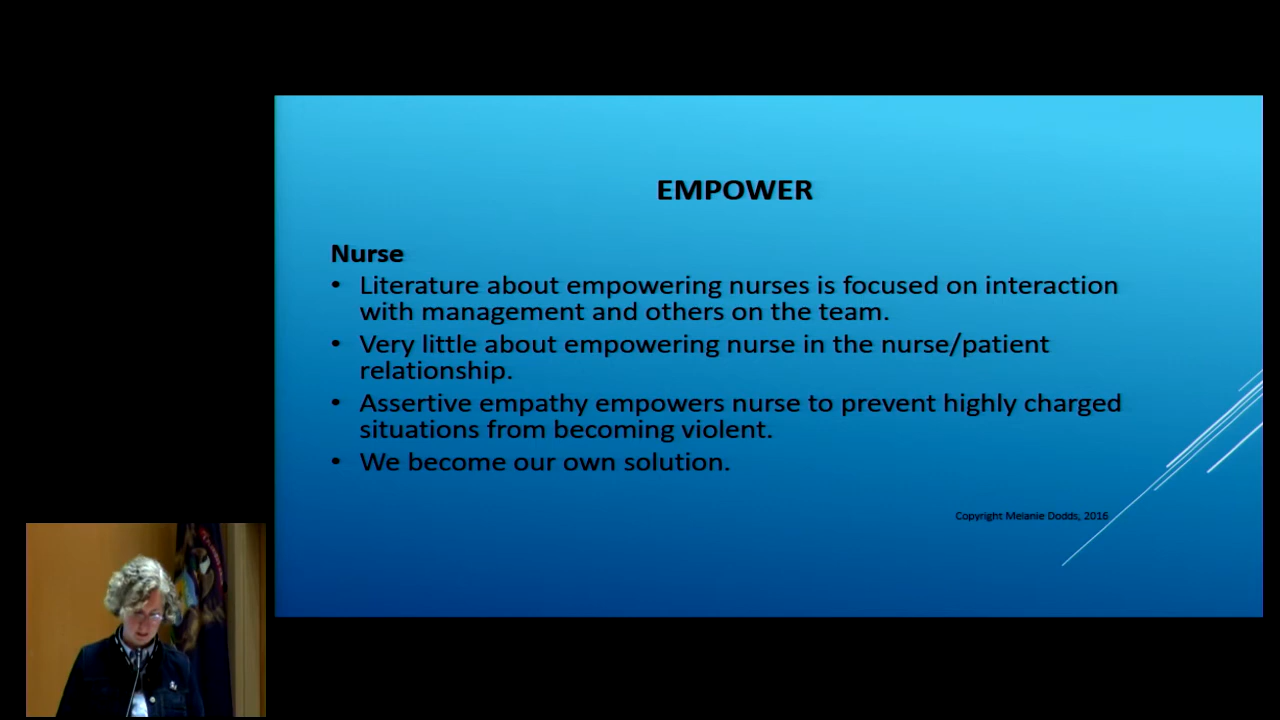 EMPOWER
Nurse
• Literature about empowering nurses is focused on interaction
with management and others on the team.
• Very little about empowering nurse in the nurse/patient
relationship.
• Assertive empathy empowers nurse to prevent highly charged
situations from becoming violent.
• We become our own solution.
Copyright Melanie Dodds, 2016